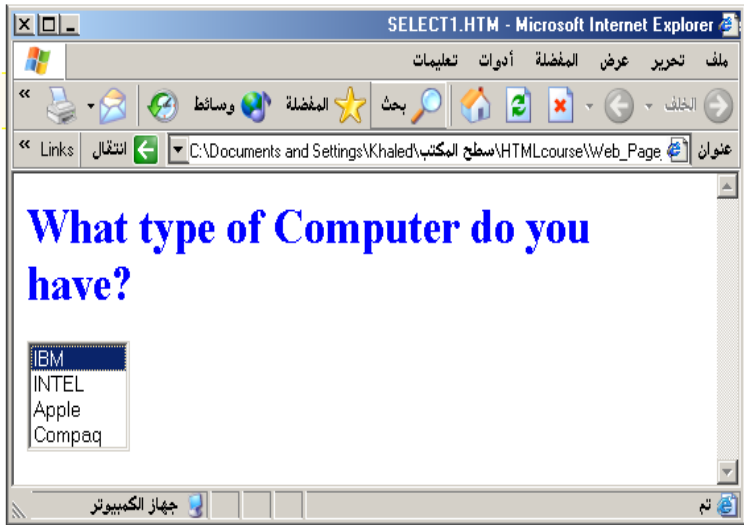 SELECT1.HTM - Microsoft Internet Explorer
ملف تحرير عرض المفضلة أدوات تعليمات
الخلف بحث المفضلة وسائط »
عنوان C:\Documents and Settings\Khaled\سطح المكتب\HTMLcourse\Web_Page انتقال Links »
What type of Computer do you
have?
IBM
INTEL
Apple
Compaq
تم جهاز الكمبيوتر